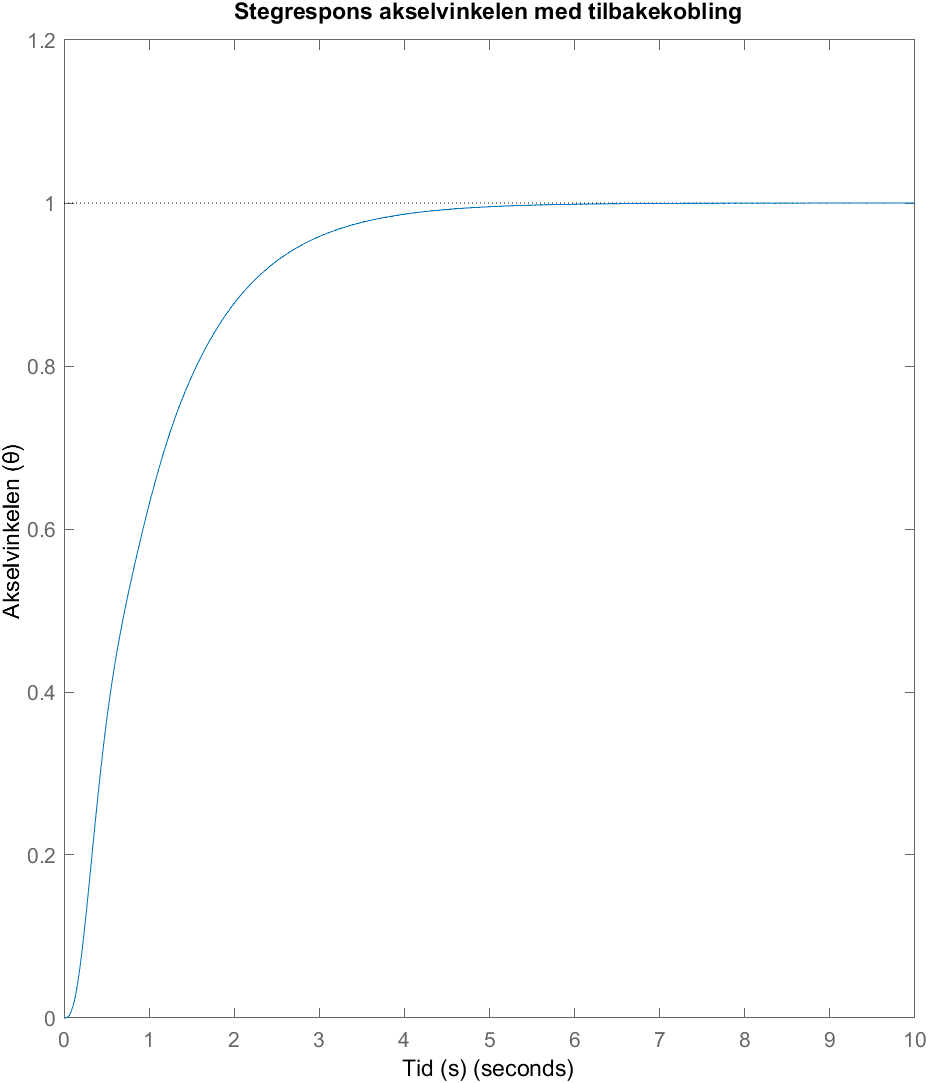 Stegrespons akselvinkelen med tilbakekobling
1.2
1
0.8
0.6
0.4
0.2
0
Akselvinkelen (θ)
0 1 2 3 4 5 6 7 8 9 10
Tid (s) (seconds)